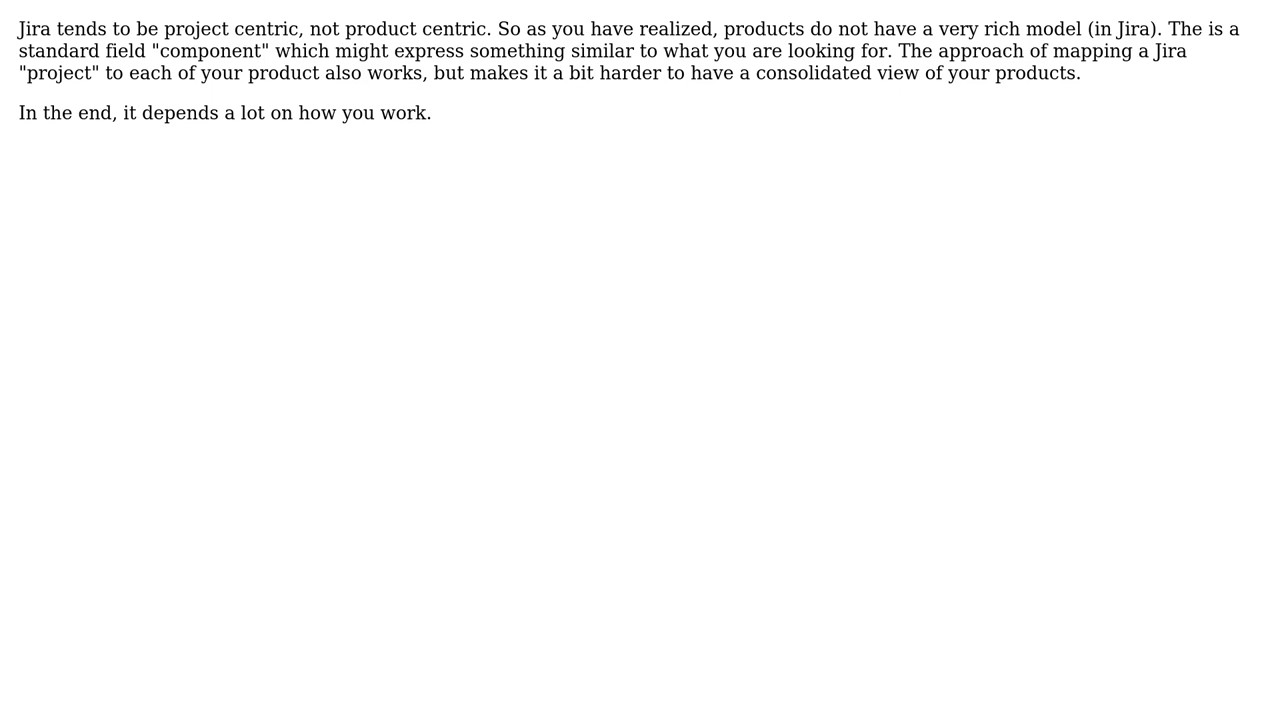 Jira tends to be project centric, not product centric. So as you have realized, products do not have a very rich model (in Jira). The is a
standard field "component" which might express something similar to what you are looking for. The approach of mapping a Jira
"project" to each of your product also works, but makes it a bit harder to have a consolidated view of your products.
In the end, it depends a lot on how you work.